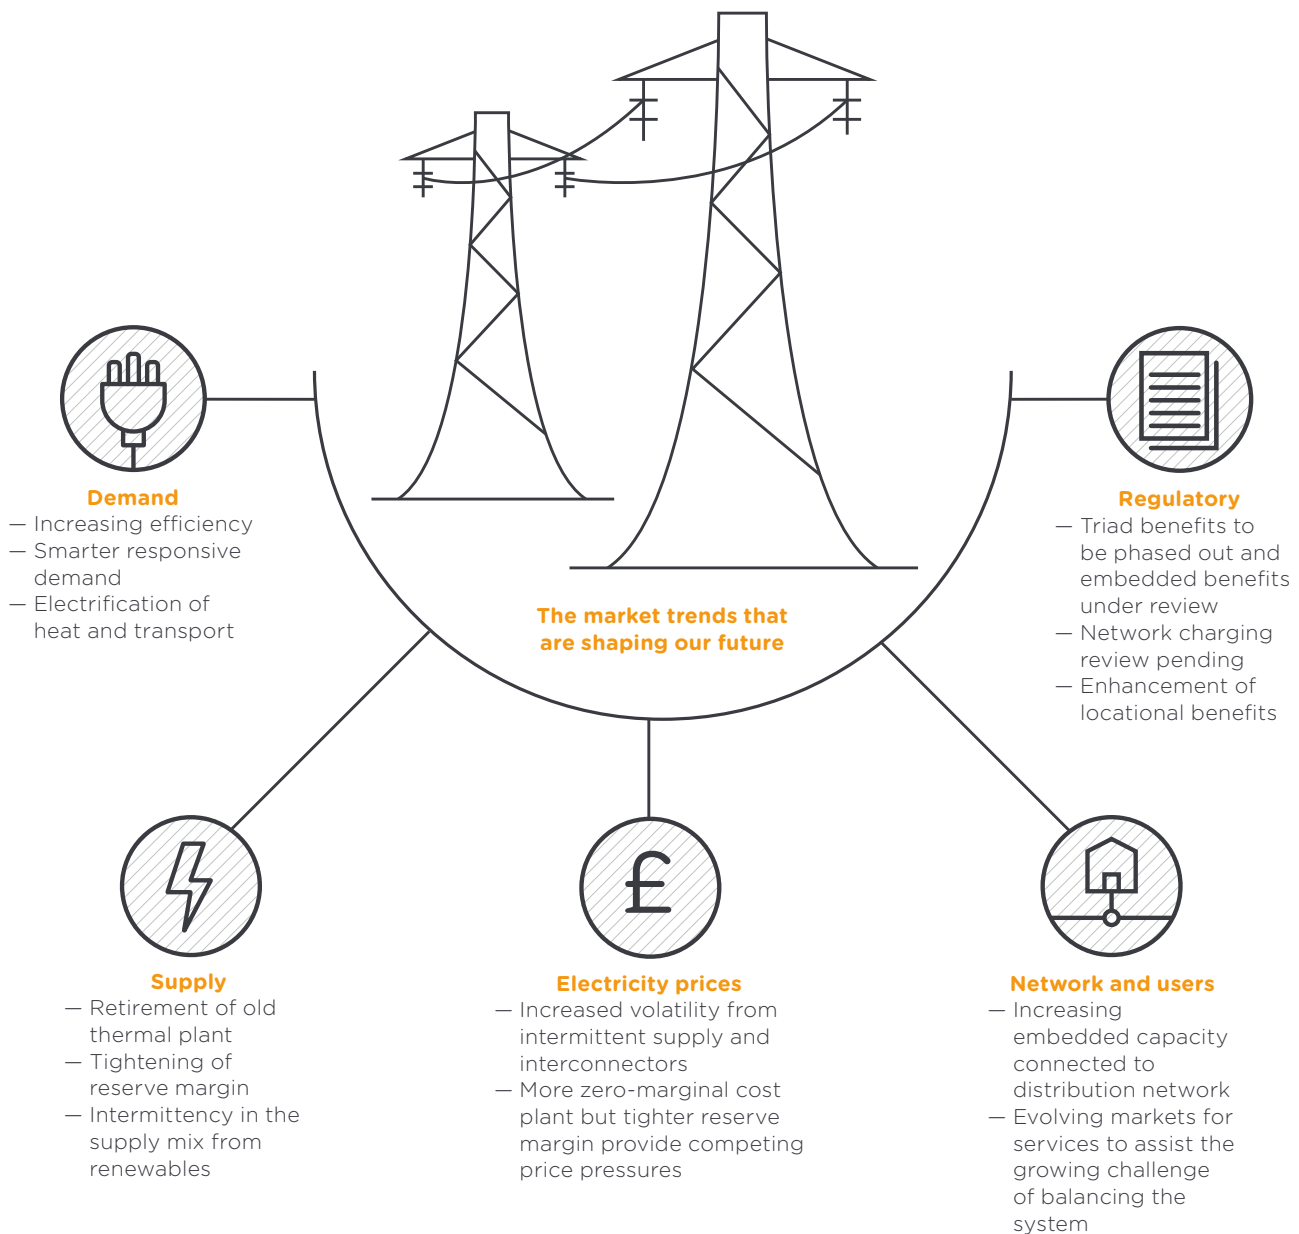 The market trends that
are shaping our future
Demand
— Increasing efficiency
— Smarter responsive
demand
— Electrification of
heat and transport
Supply
— Retirement of old
thermal plant
— Tightening of
reserve margin
— Intermittency in the
supply mix from
renewables
Electricity prices
— Increased volatility from
intermittent supply and
interconnectors
— More zero-marginal cost
plant but tighter reserve
margin provide competing
price pressures
Network and users
— Increasing
embedded capacity
connected to
distribution network
— Evolving markets for
services to assist the
growing challenge
of balancing the
system
Regulatory
— Triad benefits to
be phased out and
embedded benefits
under review
— Network charging
review pending
— Enhancement of
locational benefits
£